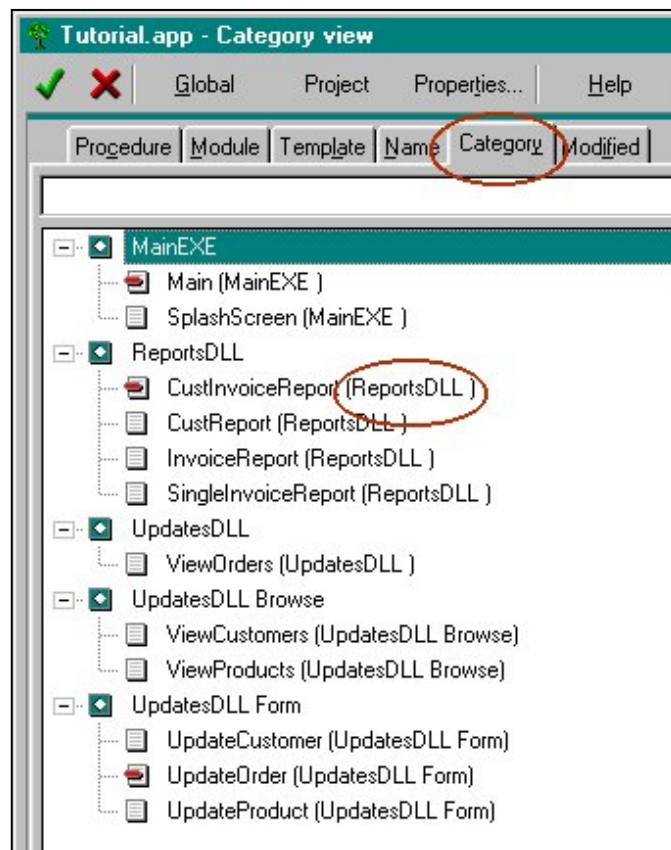 Tutorial.app - Category view
Global Project Properties... Help
Procedure Module Template Name Category Modified
MainEXE
Main (MainEXE )
SplashScreen (MainEXE )
ReportsDLL
CustInvoiceReport (ReportsDLL )
CustReport (ReportsDLL )
InvoiceReport (ReportsDLL )
SingleInvoiceReport (ReportsDLL )
UpdatesDLL
ViewOrders (UpdatesDLL )
UpdatesDLL Browse
ViewCustomers (UpdatesDLL Browse)
ViewProducts (UpdatesDLL Browse)
UpdatesDLL Form
UpdateCustomer (UpdatesDLL Form)
UpdateOrder (UpdatesDLL Form)
UpdateProduct (UpdatesDLL Form)